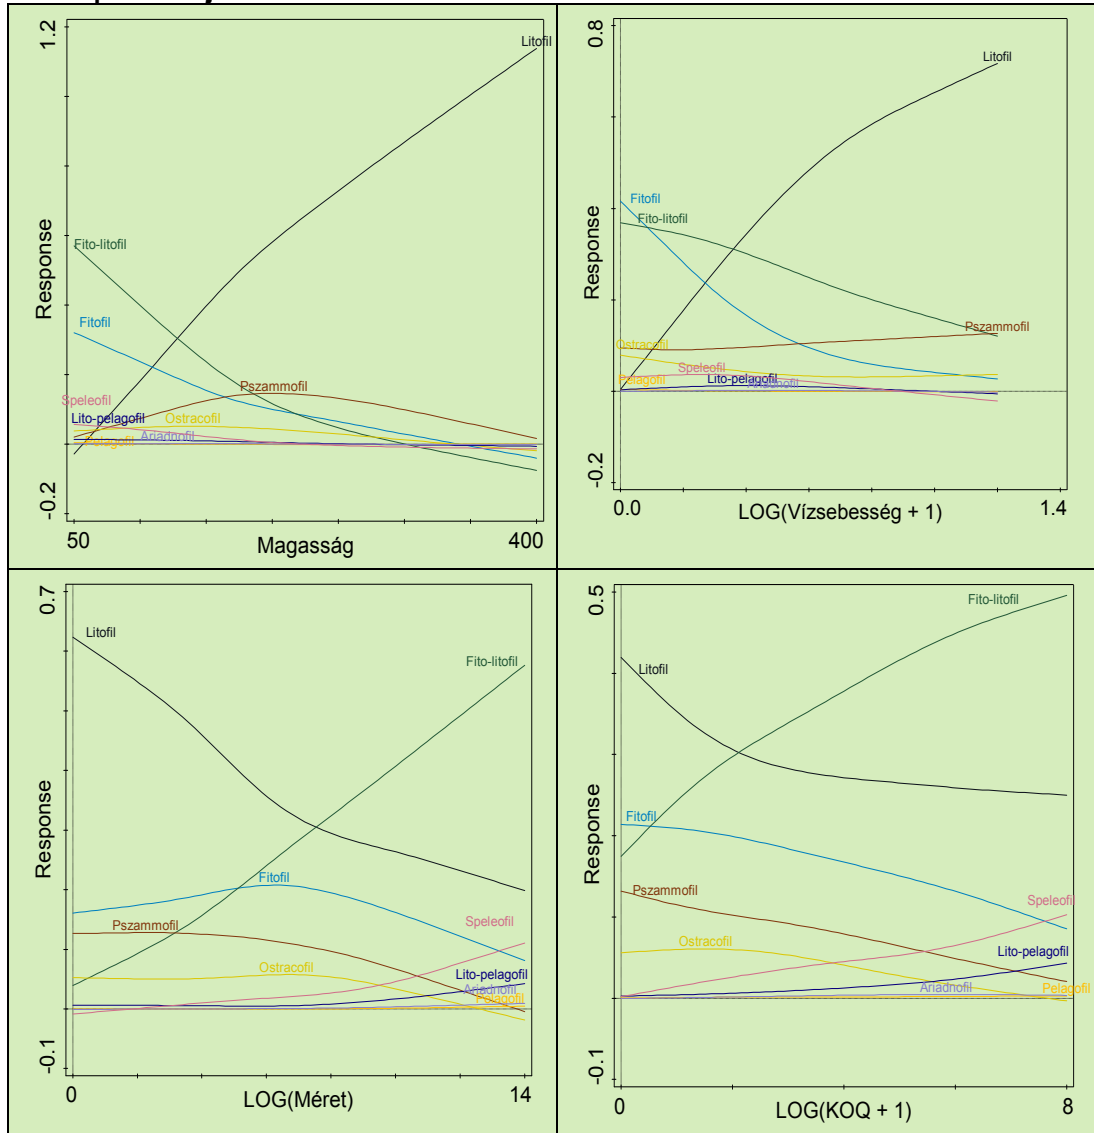 1.2
Litofil
Response
Fito-litofil
Fitofil
Pszammofil
Speleofil
Lito-pelagofil
Ostracofil
Ariadnofil
Pelagofil
-0.2
50
Magasság
400
0.8
Litofil
Fitofil
Fito-litofil
Response
Pszammofil
Ostracofil
Speleofil
Pelagofil
Lito-pelagofil
Ariadnofil
-0.2
0.0
LOG(Vízsebesség + 1)
1.4
0.7
Litofil
Fito-litofil
Response
Fitofil
Pszammofil
Speleofil
Ostracofil
Lito-pelagofil
Ariadnofil
Pelagofil
-0.1
0
LOG(Méret)
14
0.5
Fito-litofil
Litofil
Response
Fitofil
Pszammofil
Speleofil
Ostracofil
Lito-pelagofil
Ariadnofil
Pelagofil
-0.1
0
LOG(KOQ + 1)
8